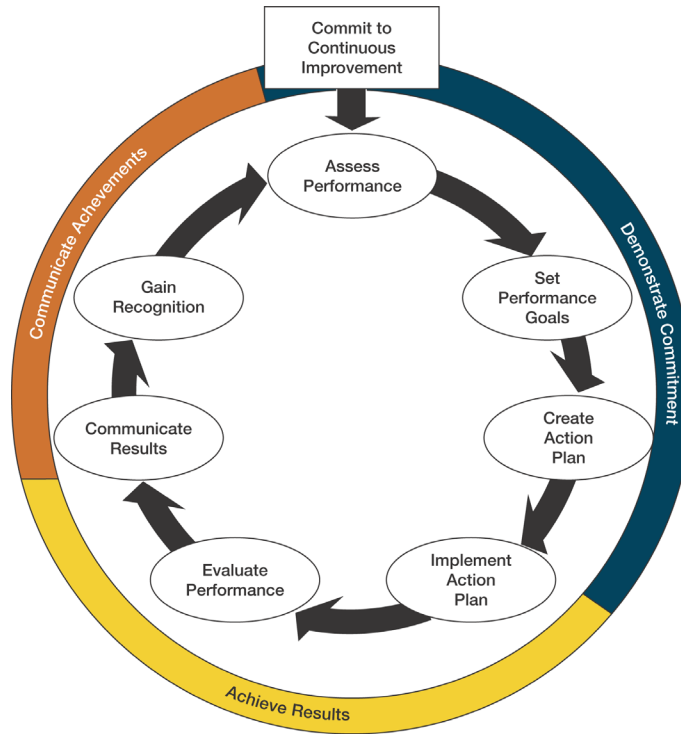 Commit to
Continuous
Improvement
Assess
Performance
Set
Performance
Goals
Create
Action
Plan
Implement
Action
Plan
Evaluate
Performance
Communicate
Results
Gain
Recognition
Demonstrate Commitment
Achieve Results
Communicate Achevements